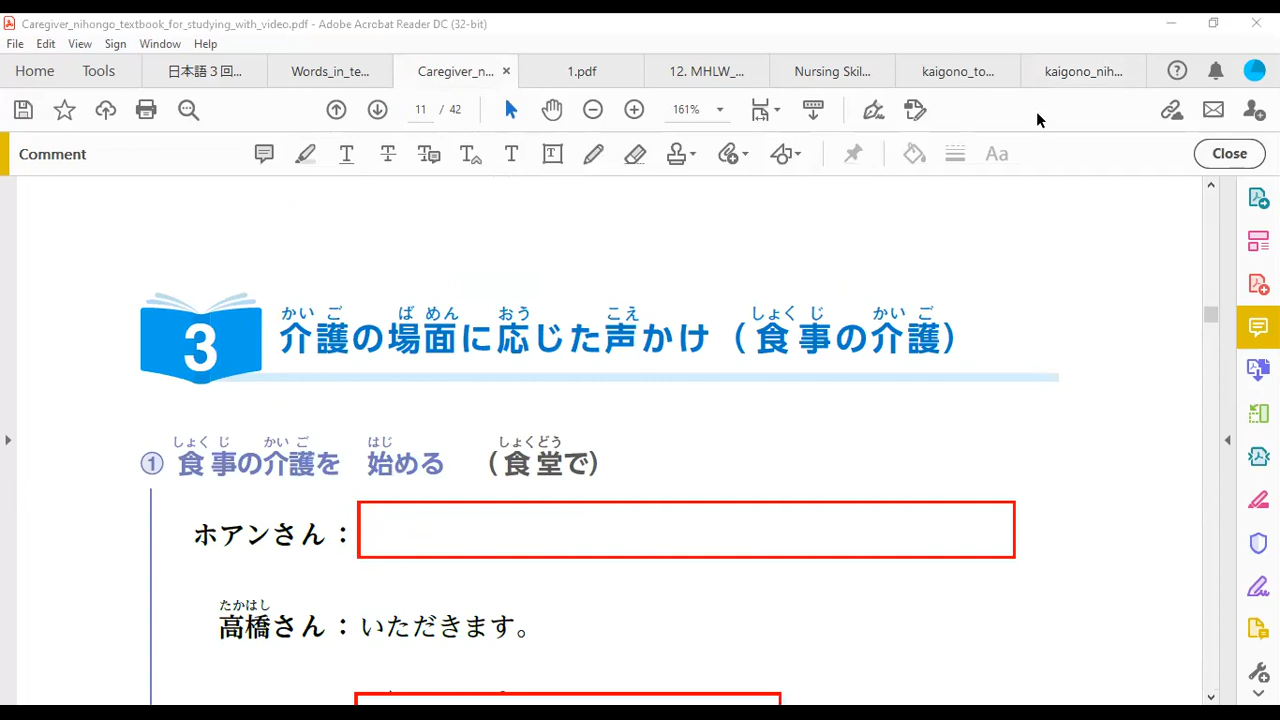 Caregiver_nihongo_textbook_for_studying_with_video.pdf - Adobe Acrobat Reader DC (32-bit)
File Edit View Sign Window Help
Home Tools 日本語３回... Words_in_te... Caregiver_n... × 1.pdf 12. MHLW_... Nursing Skil... kaigono_to... kaigono_nih...
11 / 42 161%
Comment Close
かい ご ば めん おう こえ しょく じ かい ご
3 介護の場面に応じた声かけ（食事の介護）
しょく じ かい ご はじ しょくどう
① 食事の介護を 始める （食堂で）
ホアンさん：
たかはし
高橋さん：いただきます。